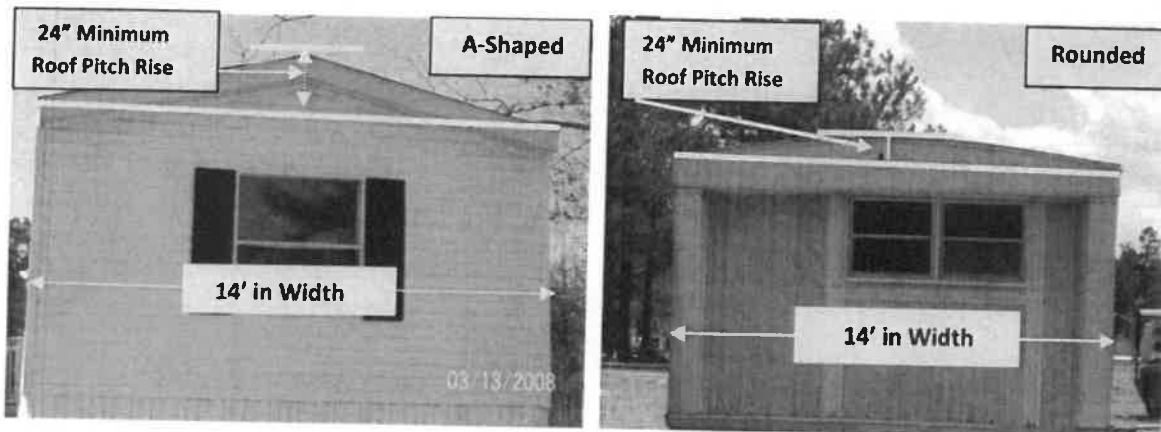 24” Minimum
Roof Pitch Rise
A-Shaped
14’ in Width
03/13/2008
24” Minimum
Roof Pitch Rise
Rounded
14’ in Width